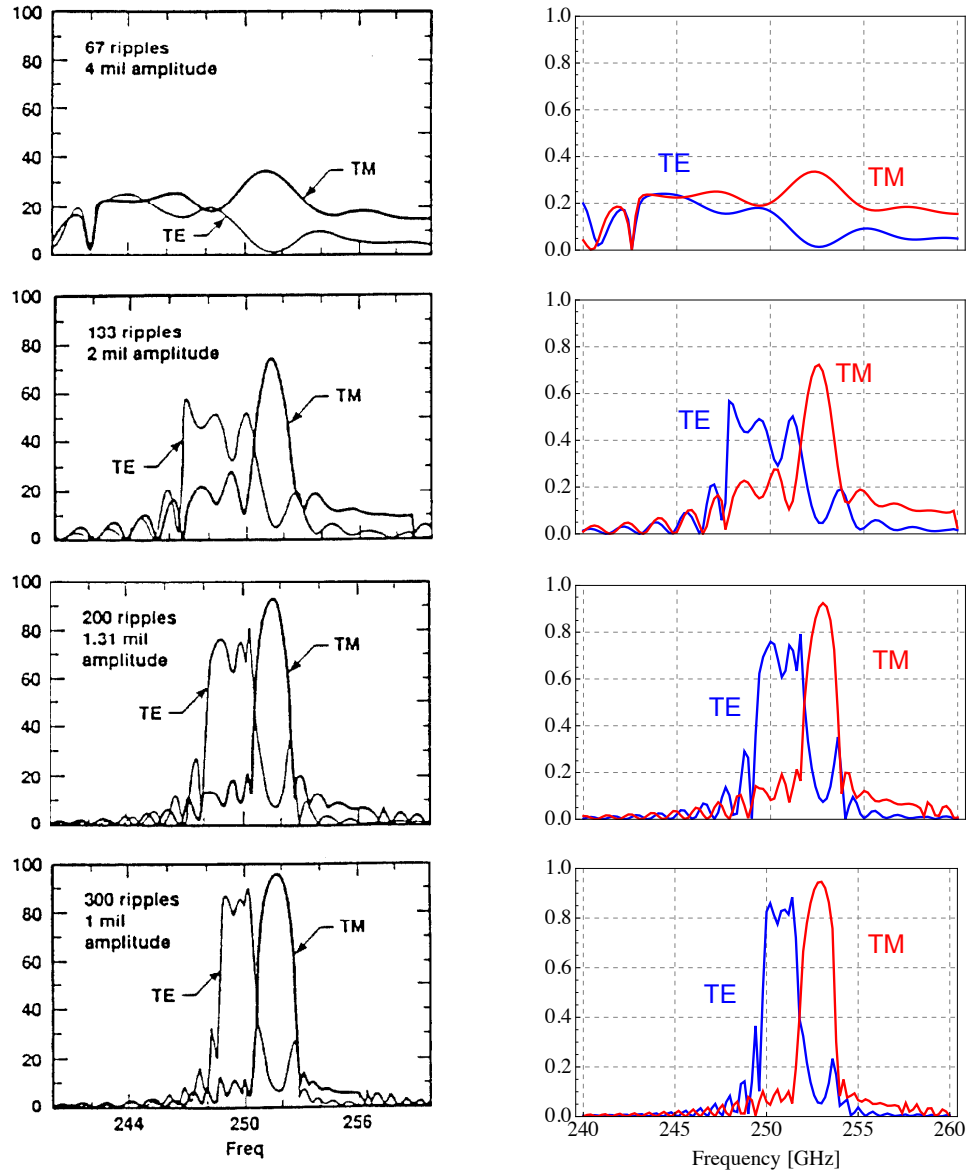 100
80
60
40
20
0
67 ripples
4 mil amplitude
TM
TE
1.0
0.8
0.6
0.4
0.2
0.0
TE
TM
100
80
60
40
20
0
133 ripples
2 mil amplitude
TM
TE
1.0
0.8
0.6
0.4
0.2
0.0
TE
TM
100
80
60
40
20
0
200 ripples
1.31 mil
amplitude
TM
TE
1.0
0.8
0.6
0.4
0.2
0.0
TE
TM
100
80
60
40
20
0
300 ripples
1 mil
amplitude
TM
TE
244 250 256
Freq
1.0
0.8
0.6
0.4
0.2
0.0
TE
TM
240 245 250 255 260
Frequency [GHz]